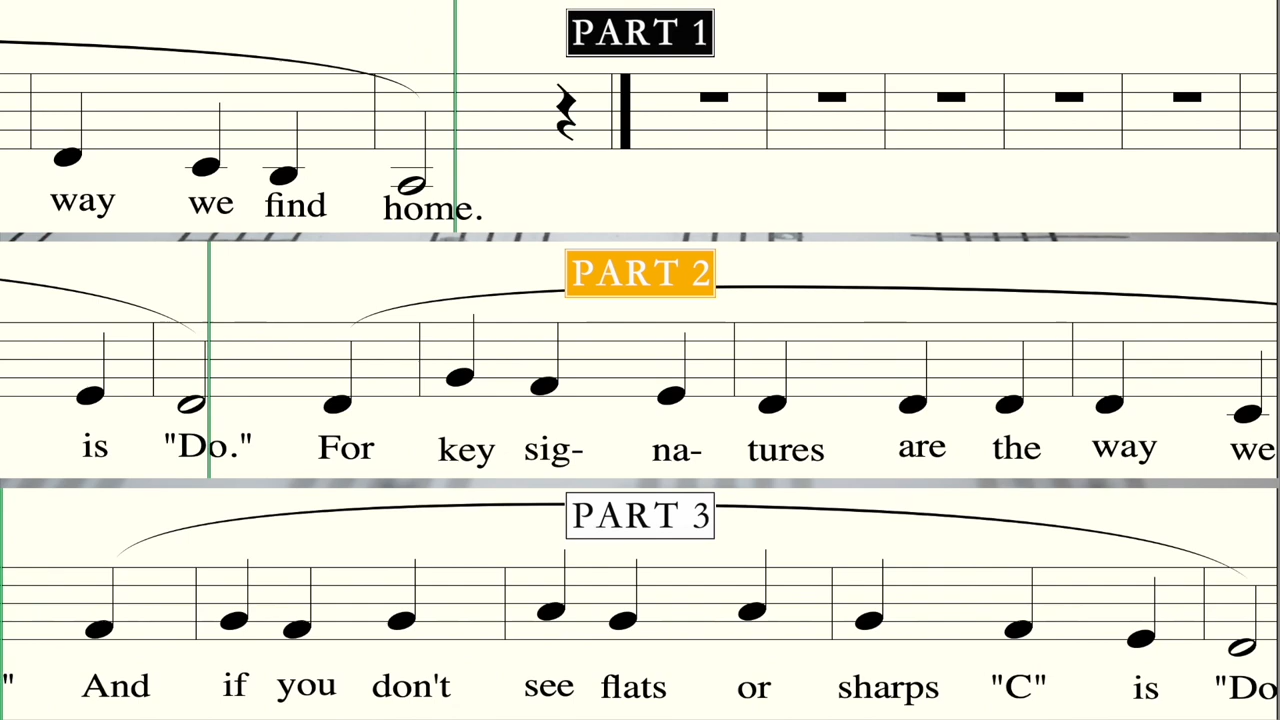 PART 1
way we find home.
PART 2
is "Do." For key sig- na- tures are the way we
PART 3
" And if you don't see flats or sharps "C" is "Do